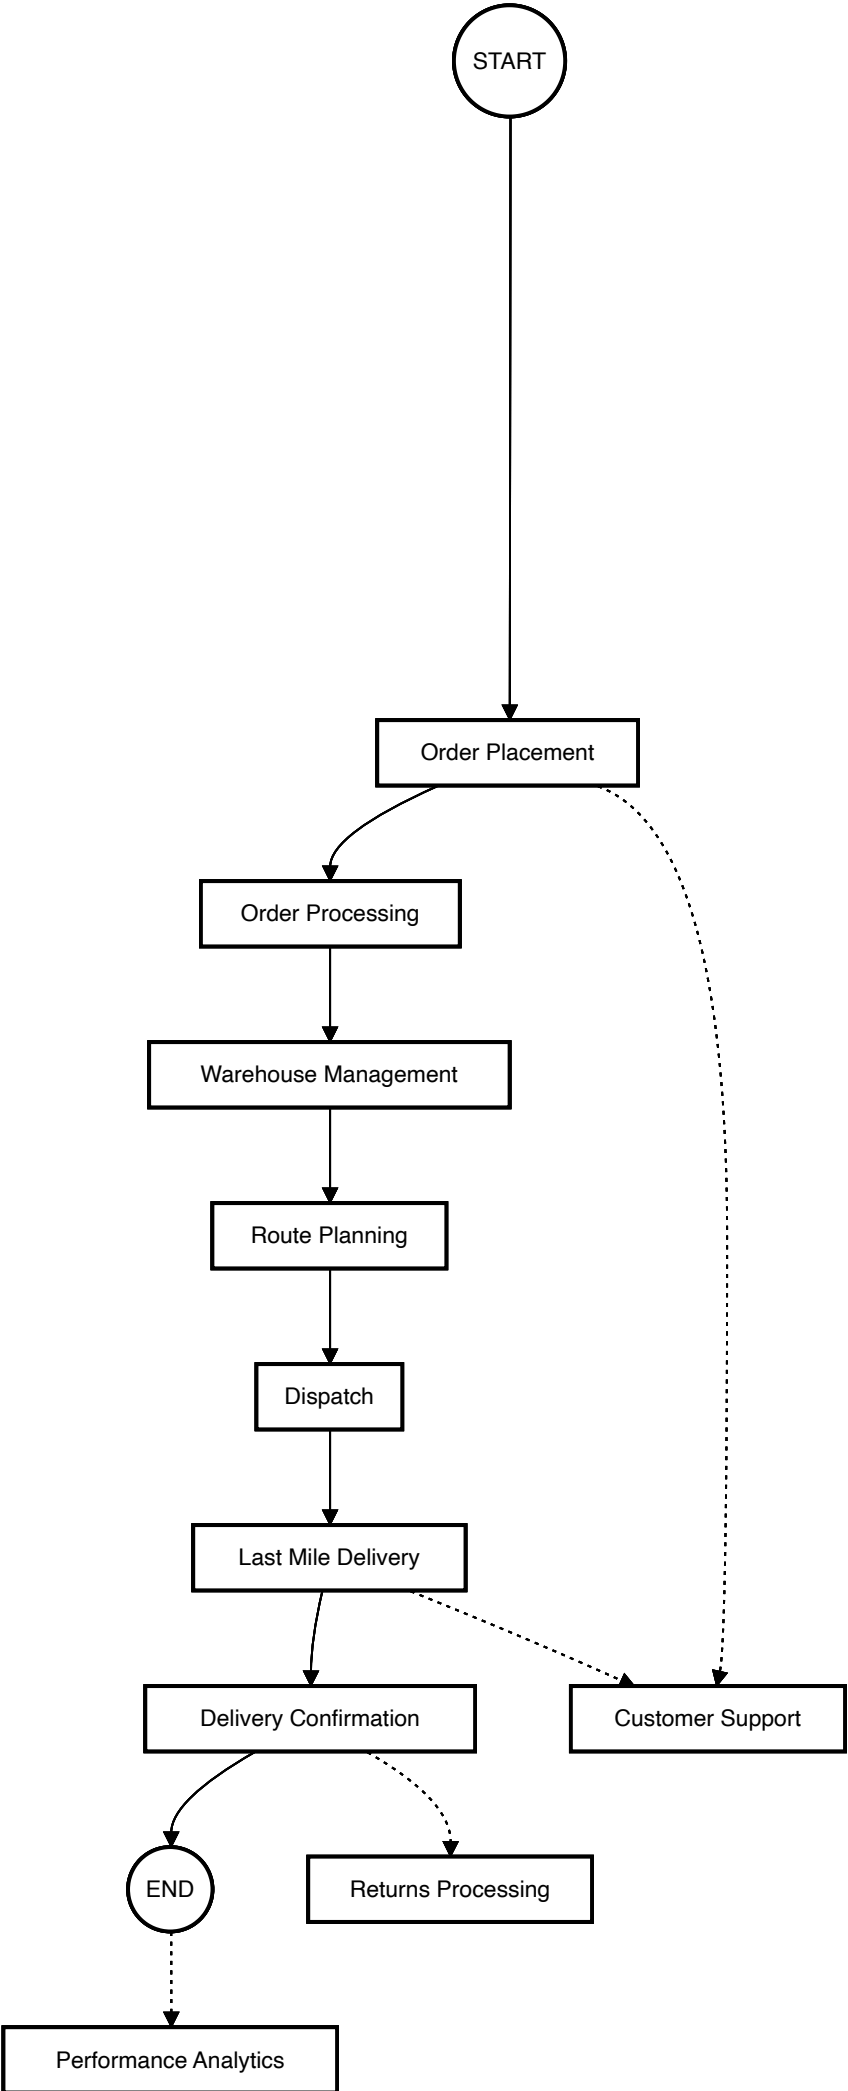 START
Order Placement
Order Processing
Warehouse Management
Route Planning
Dispatch
Last Mile Delivery
Delivery Confirmation
Customer Support
END
Returns Processing
Performance Analytics